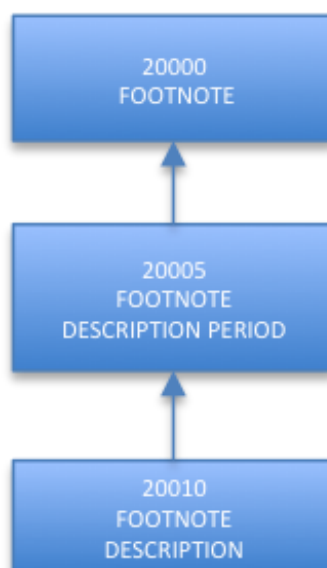 20000
FOOTNOTE
20005
FOOTNOTE
DESCRIPTION PERIOD
20010
FOOTNOTE
DESCRIPTION